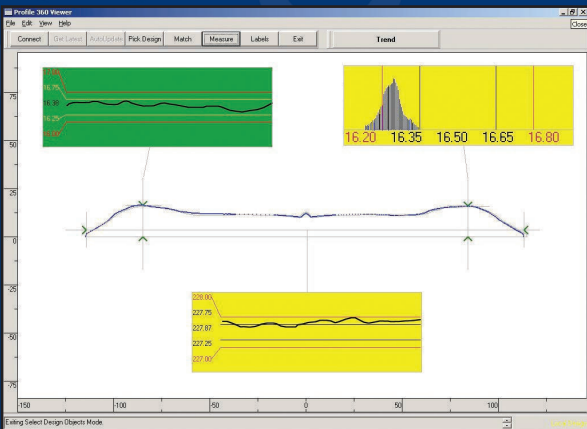 Profile 360 Viewer
File Edit View Help
Close
Connect Get Latest AutoUpdate Pick Design Match Measure Labels Exit Trend
16.75
16.30
16.25
16.20 16.35 16.50 16.65 16.80
75
50
25
0
-25
-50
-75
228.00
227.75
227.87
227.25
227.00
-150 -100 -50 0 50 100
Exiting Select Design Objects Mode.